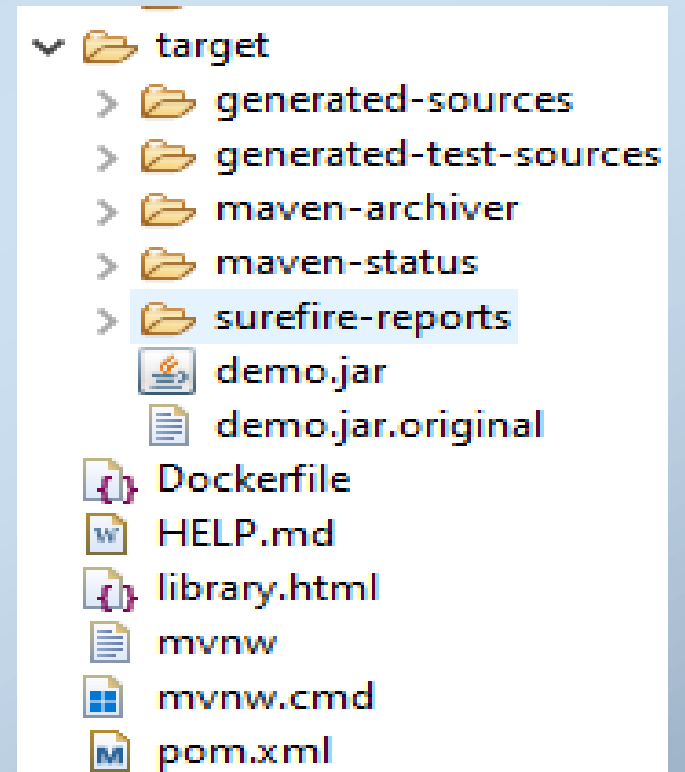 target
generated-sources
generated-test-sources
maven-archiver
maven-status
surefire-reports
demo.jar
demo.jar.original
Dockerfile
HELP.md
library.html
mvnw
mvnw.cmd
pom.xml